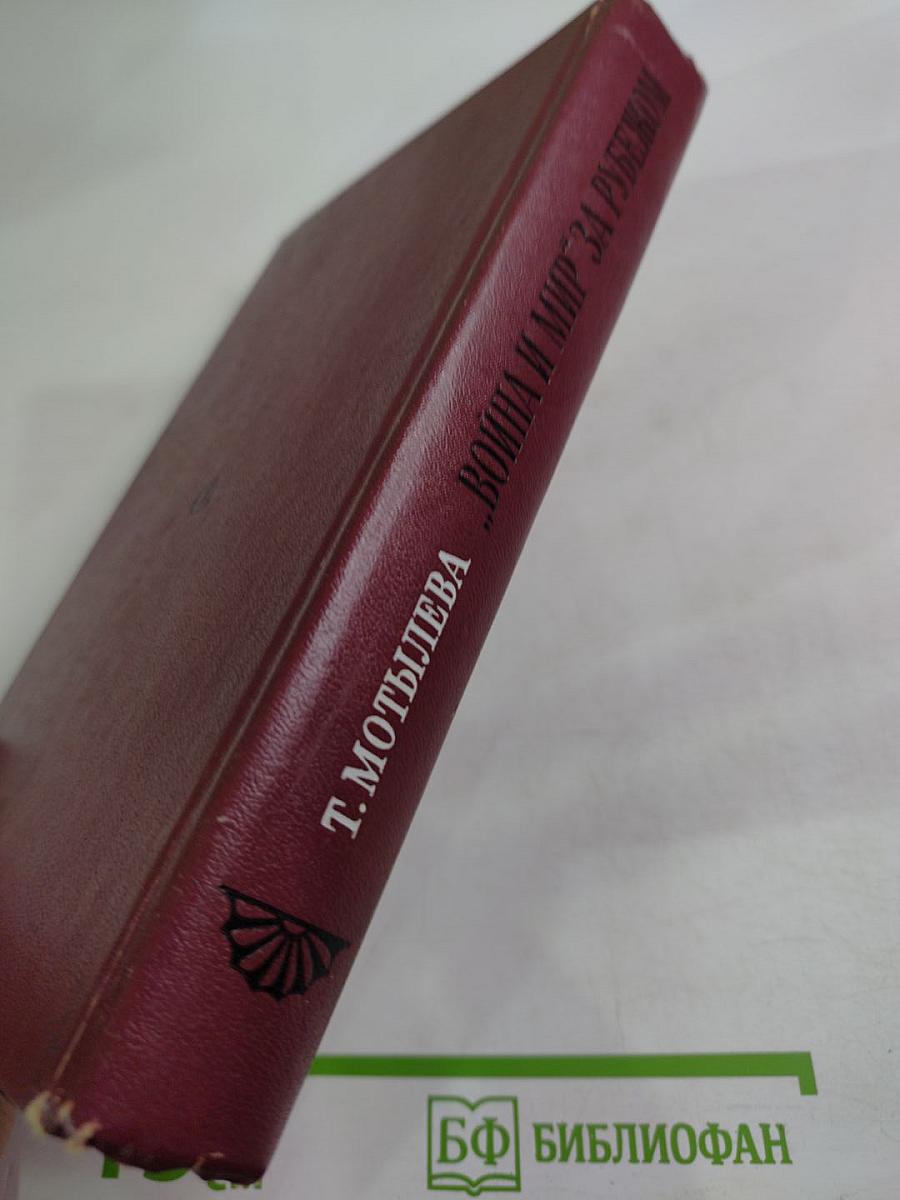 Т. МОТЫЛЕВА „ВОЙНА И МИР“ ЗА РУБЕЖОМ
БФ БИБЛИОФАН